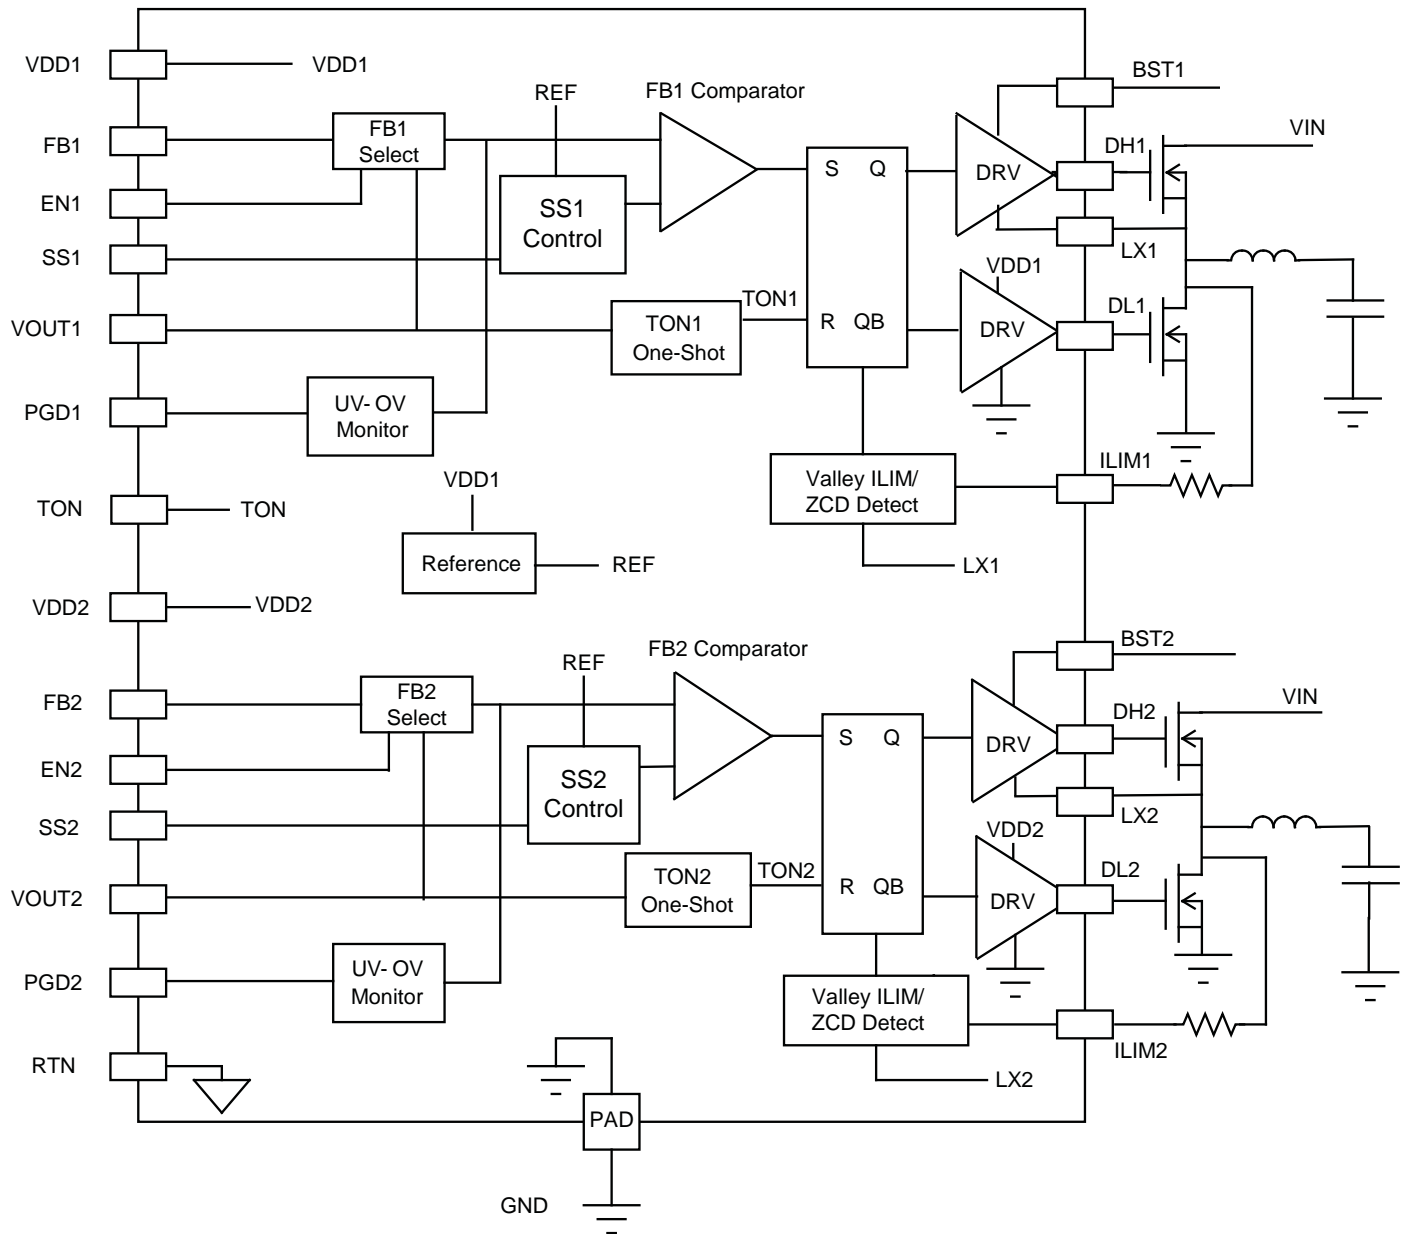 VDD1
VDD1
BST1
REF
FB1 Comparator
FB1
FB1
Select
DH1
VIN
S Q
DRV
EN1
SS1
Control
SS1
LX1
VDD1
VOUT1
TON1
One-Shot
TON1
R QB
DRV
DL1
PGD1
UV- OV
Monitor
ILIM1
Valley ILIM/
ZCD Detect
VDD1
TON
TON
Reference
REF
LX1
VDD2
VDD2
BST2
REF
FB2 Comparator
FB2
FB2
Select
DH2
VIN
S Q
DRV
EN2
SS2
Control
SS2
LX2
VDD2
VOUT2
TON2
One-Shot
TON2
R QB
DRV
DL2
PGD2
UV- OV
Monitor
Valley ILIM/
ZCD Detect
ILIM2
RTN
LX2
PAD
GND